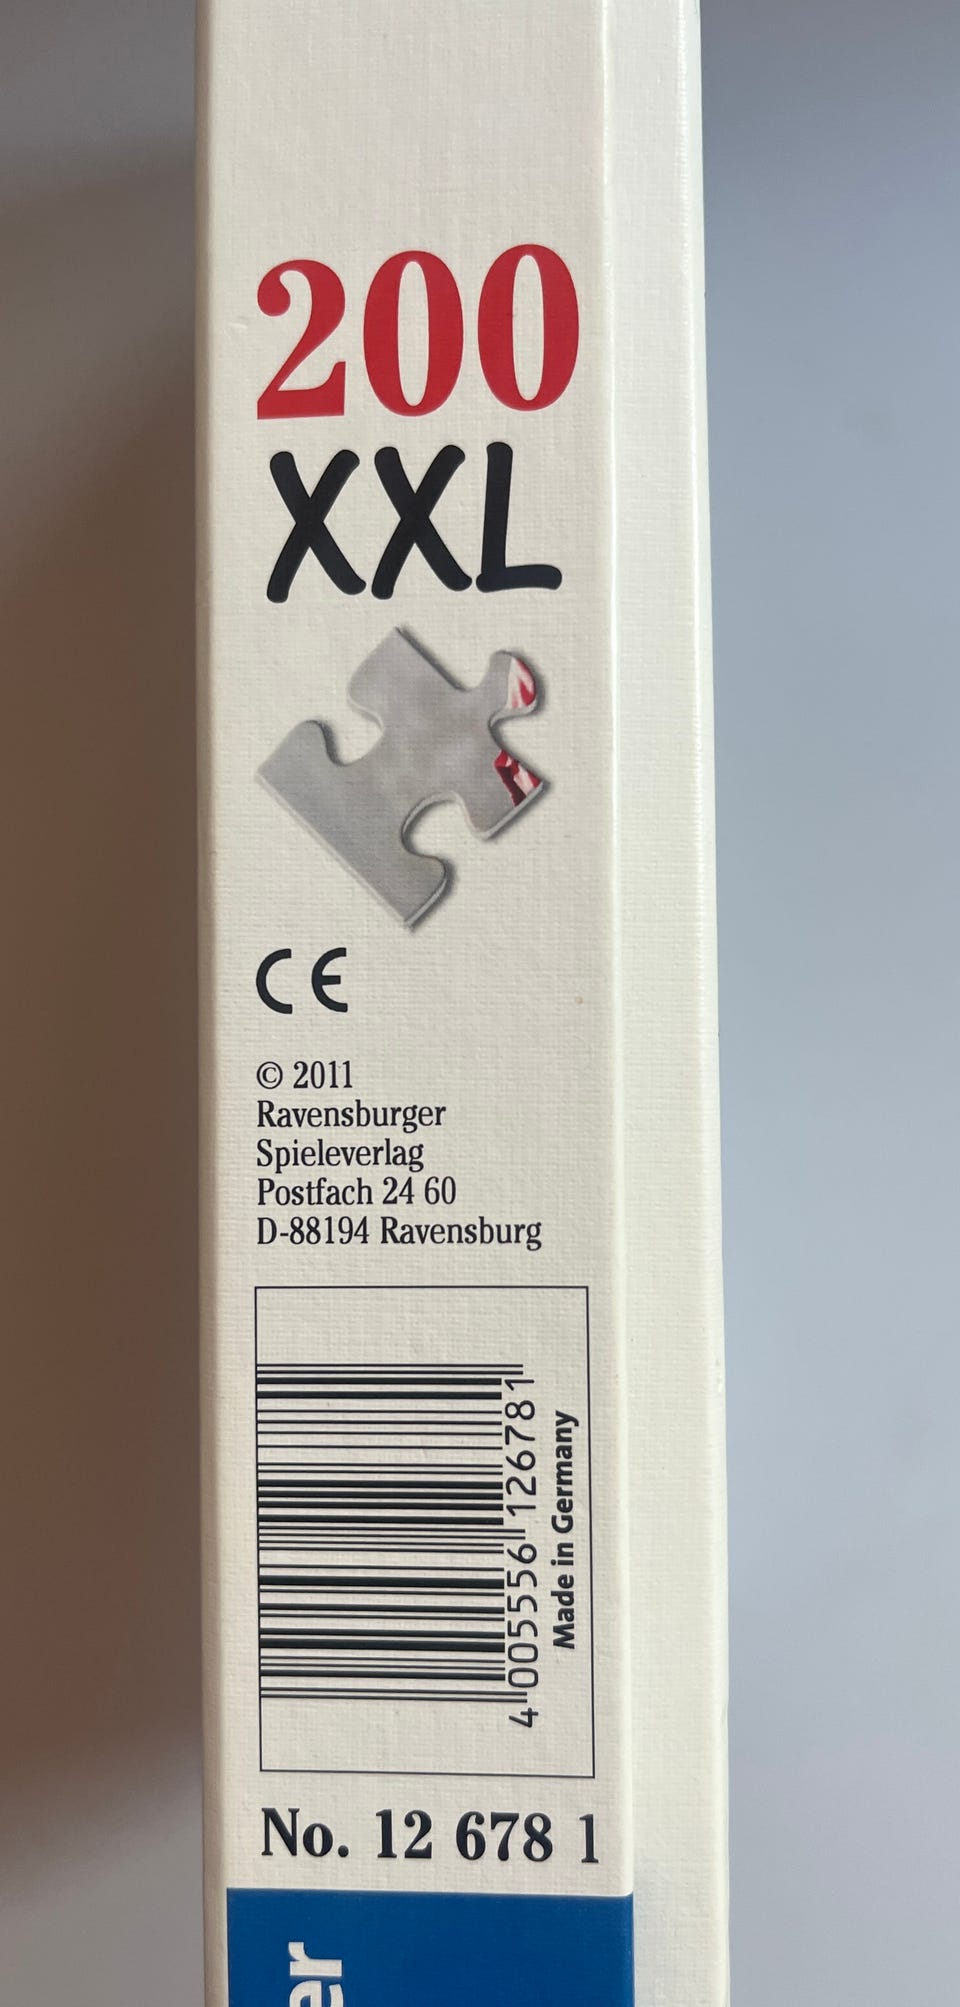 200
XXL
CE
© 2011
Ravensburger
Spieleverlag
Postfach 24 60
D-88194 Ravensburg
4 005556 126781
Made in Germany
No. 12 678 1
er